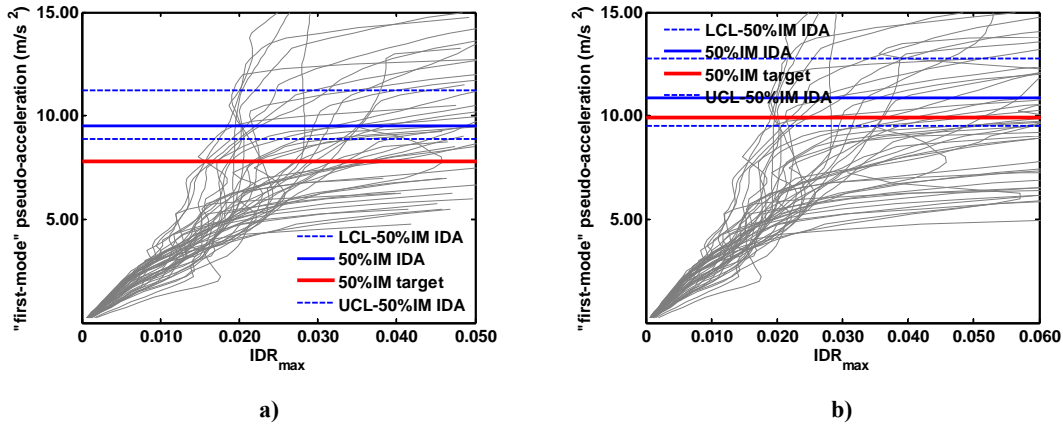 15.00
10.00
5.00
"first-mode" pseudo-acceleration (m/s 2)
LCL-50%IM IDA
50%IM IDA
50%IM target
UCL-50%IM IDA
0 0.010 0.020 0.030 0.040 0.050
IDRmax
a)
15.00
10.00
5.00
"first-mode" pseudo-acceleration (m/s 2)
LCL-50%IM IDA
50%IM IDA
50%IM target
UCL-50%IM IDA
0 0.010 0.020 0.030 0.040 0.050 0.060
IDRmax
b)